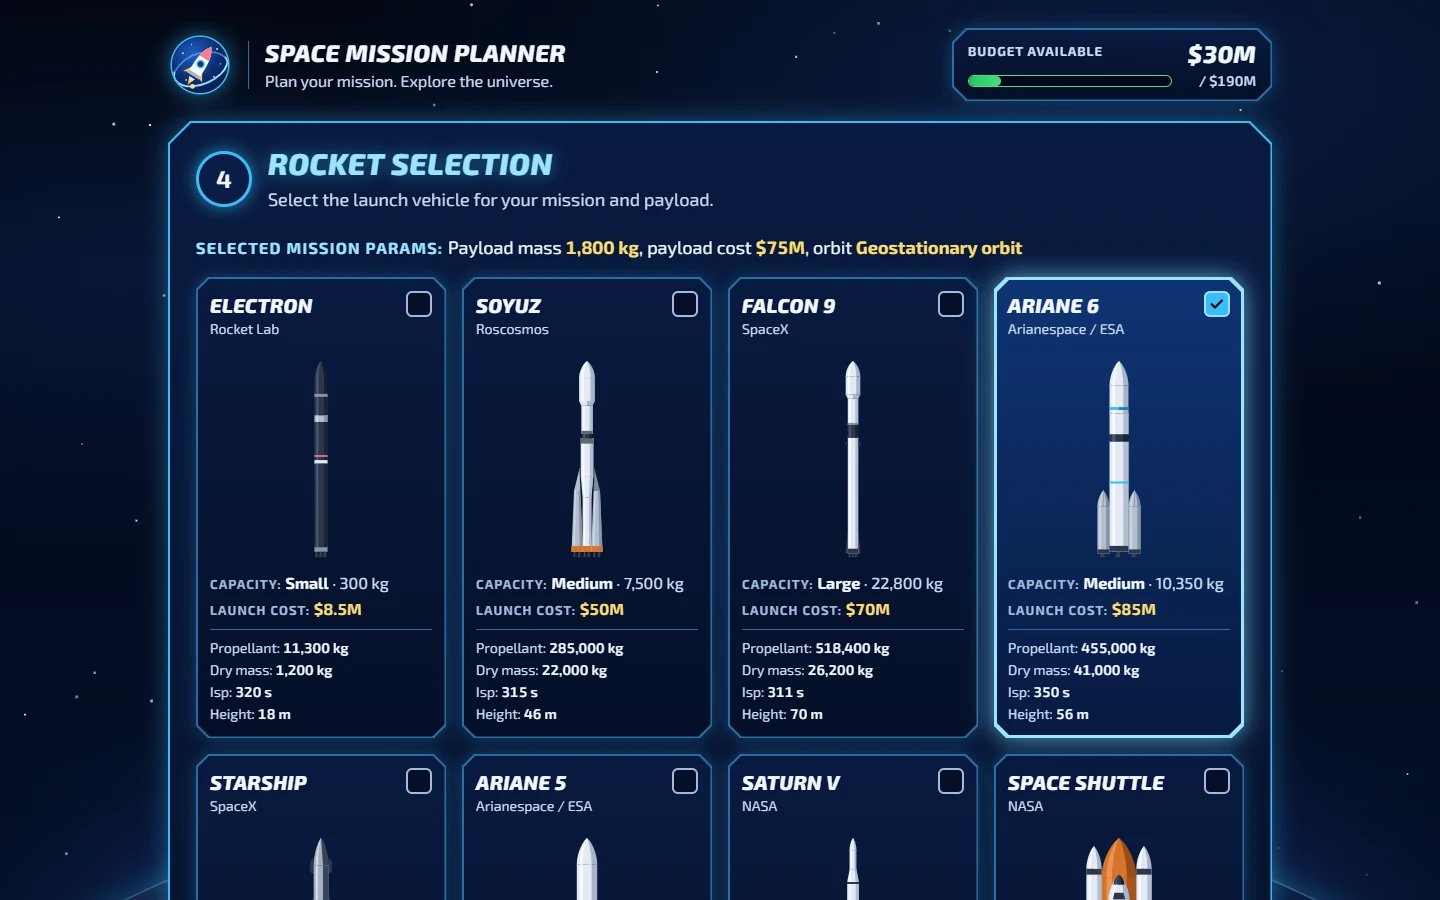 SPACE MISSION PLANNER
Plan your mission. Explore the universe.
BUDGET AVAILABLE
$30M
/ $190M
4
ROCKET SELECTION
Select the launch vehicle for your mission and payload.
SELECTED MISSION PARAMS: Payload mass 1,800 kg, payload cost $75M, orbit Geostationary orbit
ELECTRON
Rocket Lab
CAPACITY: Small · 300 kg
LAUNCH COST: $8.5M
Propellant: 11,300 kg
Dry mass: 1,200 kg
Isp: 320 s
Height: 18 m
SOYUZ
Roscosmos
CAPACITY: Medium · 7,500 kg
LAUNCH COST: $50M
Propellant: 285,000 kg
Dry mass: 22,000 kg
Isp: 315 s
Height: 46 m
FALCON 9
SpaceX
CAPACITY: Large · 22,800 kg
LAUNCH COST: $70M
Propellant: 518,400 kg
Dry mass: 26,200 kg
Isp: 311 s
Height: 70 m
ARIANE 6
Arianespace / ESA
CAPACITY: Medium · 10,350 kg
LAUNCH COST: $85M
Propellant: 455,000 kg
Dry mass: 41,000 kg
Isp: 350 s
Height: 56 m
STARSHIP
SpaceX
ARIANE 5
Arianespace / ESA
SATURN V
NASA
SPACE SHUTTLE
NASA